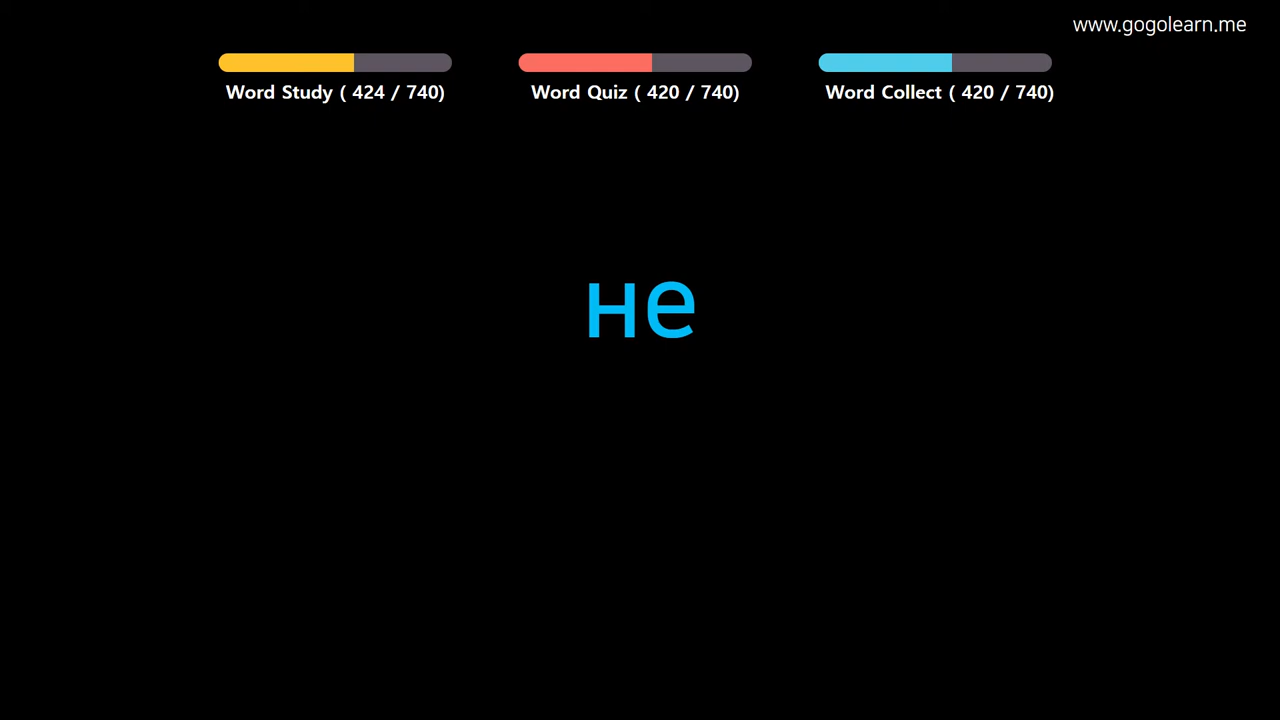 www.gogolearn.me
Word Study ( 424 / 740)
Word Quiz ( 420 / 740)
Word Collect ( 420 / 740)
не